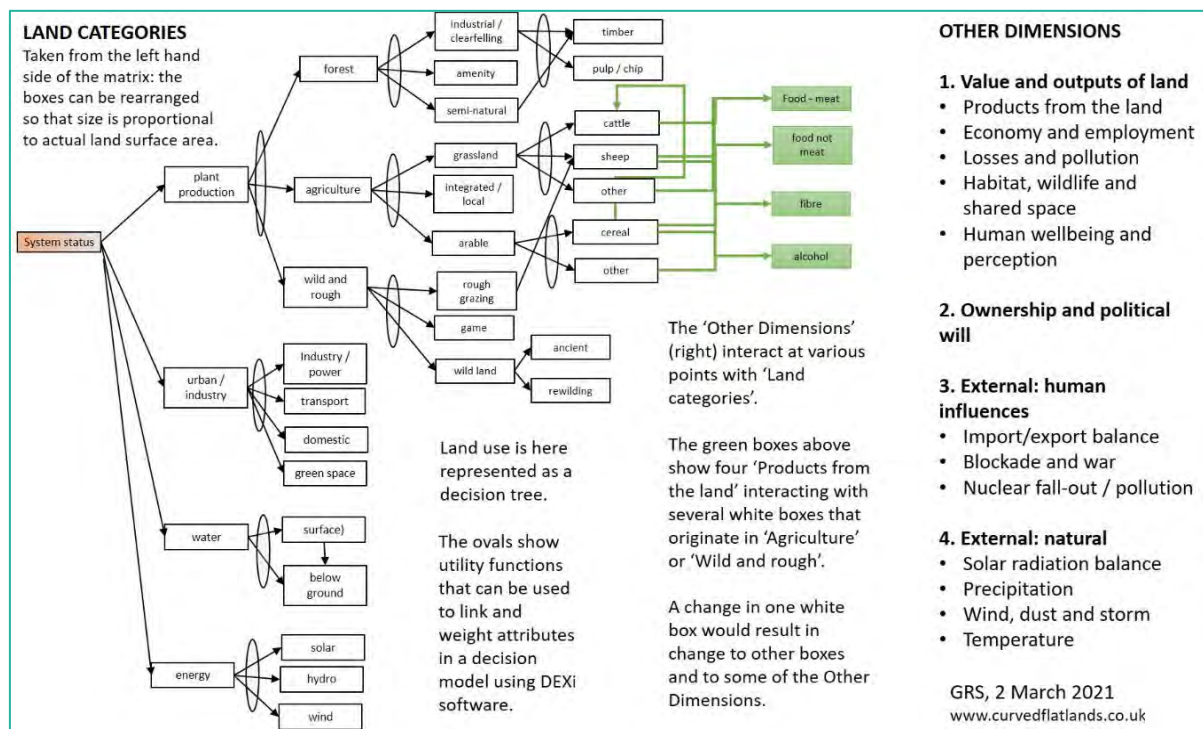 LAND CATEGORIES
Taken from the left hand
side of the matrix: the
boxes can be rearranged
so that size is proportional
to actual land surface area.
System status
plant
production
urban /
industry
water
energy
forest
agriculture
wild and
rough
Industry /
power
transport
domestic
green space
surface)
below
ground
solar
hydro
wind
industrial /
clearfelling
amenity
semi-natural
grassland
integrated /
local
arable
rough
grazing
game
wild land
timber
pulp / chip
cattle
sheep
other
cereal
other
ancient
rewilding
Food - meat
food not
meat
fibre
alcohol
Land use is here
represented as a
decision tree.
The ovals show
utility functions
that can be used
to link and
weight attributes
in a decision
model using DEXi
software.
The ‘Other Dimensions’
(right) interact at various
points with ‘Land
categories’.
The green boxes above
show four ‘Products from
the land’ interacting with
several white boxes that
originate in ‘Agriculture’
or ‘Wild and rough’.
A change in one white
box would result in
change to other boxes
and to some of the Other
Dimensions.
OTHER DIMENSIONS
1. Value and outputs of land
• Products from the land
• Economy and employment
• Losses and pollution
• Habitat, wildlife and
shared space
• Human wellbeing and
perception
2. Ownership and political
will
3. External: human
influences
• Import/export balance
• Blockade and war
• Nuclear fall-out / pollution
4. External: natural
• Solar radiation balance
• Precipitation
• Wind, dust and storm
• Temperature
GRS, 2 March 2021
www.curvedflatlands.co.uk